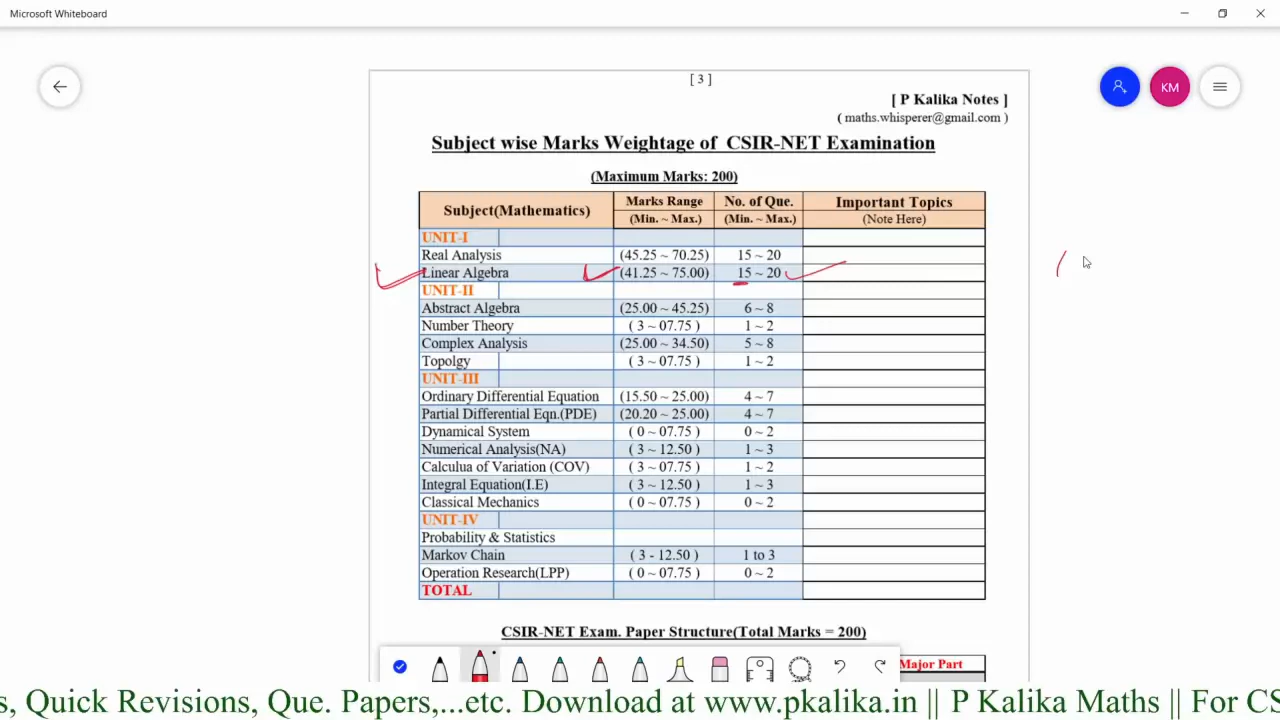 Microsoft Whiteboard
[ 3 ]
KM
[ P Kalika Notes ]
( maths.whisperer@gmail.com )
Subject wise Marks Weightage of CSIR-NET Examination
(Maximum Marks: 200)
Subject(Mathematics) Marks Range No. of Que. Important Topics
(Min. ~ Max.) (Min. ~ Max.) (Note Here)
UNIT-I
Real Analysis (45.25 ~ 70.25) 15 ~ 20
Linear Algebra (41.25 ~ 75.00) 15 ~ 20
UNIT-II
Abstract Algebra (25.00 ~ 45.25) 6 ~ 8
Number Theory ( 3 ~ 07.75 ) 1 ~ 2
Complex Analysis (25.00 ~ 34.50) 5 ~ 8
Topolgy ( 3 ~ 07.75 ) 1 ~ 2
UNIT-III
Ordinary Differential Equation (15.50 ~ 25.00) 4 ~ 7
Partial Differential Eqn.(PDE) (20.20 ~ 25.00) 4 ~ 7
Dynamical System ( 0 ~ 07.75 ) 0 ~ 2
Numerical Analysis(NA) ( 3 ~ 12.50 ) 1 ~ 3
Calculua of Variation (COV) ( 3 ~ 07.75 ) 1 ~ 2
Integral Equation(I.E) ( 3 ~ 12.50 ) 1 ~ 3
Classical Mechanics ( 0 ~ 07.75 ) 0 ~ 2
UNIT-IV
Probability & Statistics
Markov Chain ( 3 - 12.50 ) 1 to 3
Operation Research(LPP) ( 0 ~ 07.75 ) 0 ~ 2
TOTAL
CSIR-NET Exam. Paper Structure(Total Marks = 200)
Major Part
s, Quick Revisions, Que. Papers,...etc. Download at www.pkalika.in || P Kalika Maths || For CS